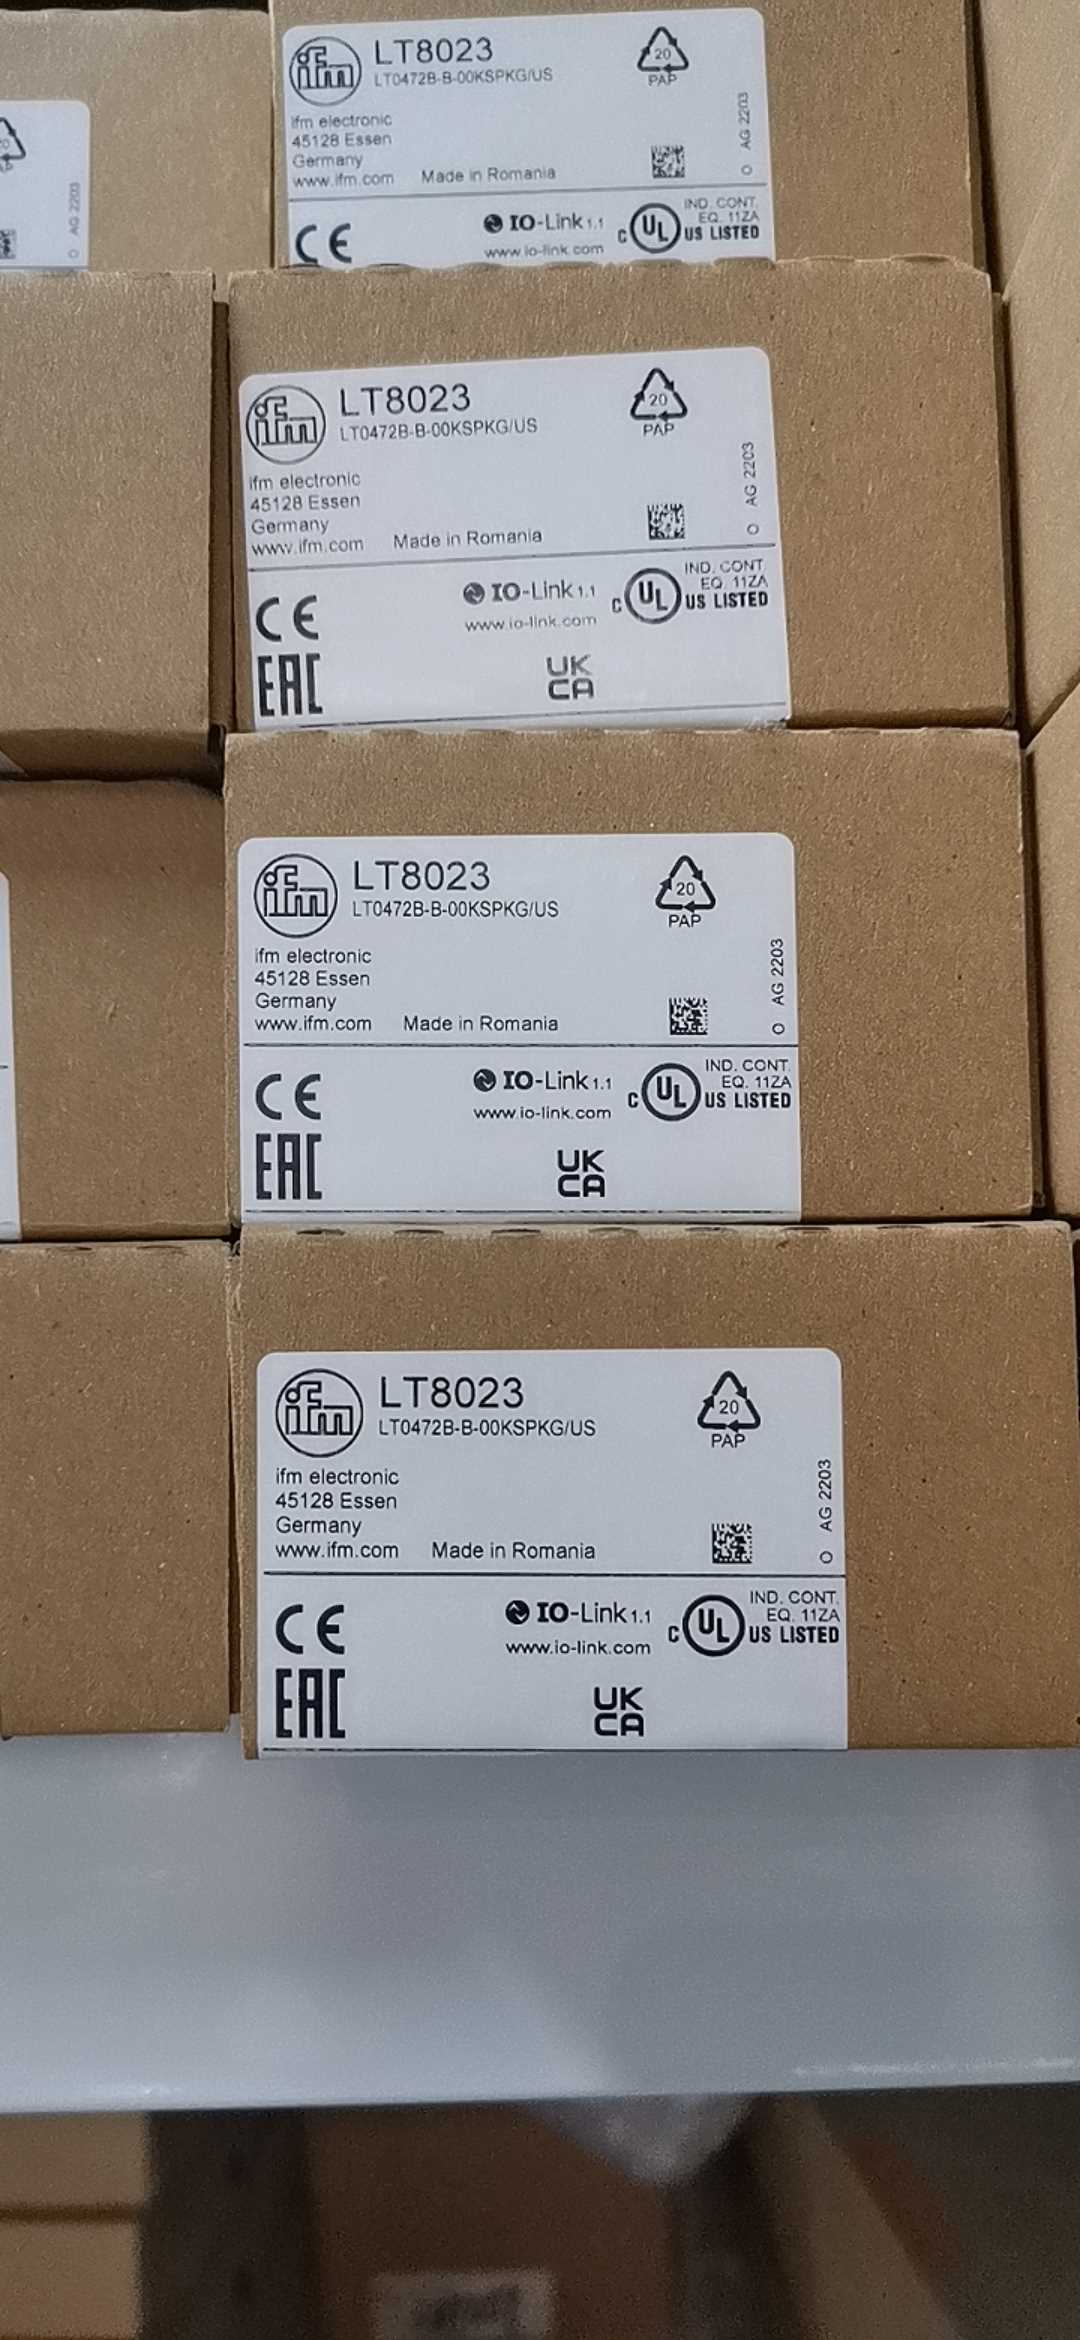 AG 2203
ifm
LT8023
LT0472B-B-00KSPKG/US
20
PAP
ifm electronic
45128 Essen
Germany
www.ifm.com Made in Romania
O AG 2203
CE
IO-Link 1.1
www.io-link.com
C UL US LISTED
IND. CONT.
EQ. 11ZA
ifm
LT8023
LT0472B-B-00KSPKG/US
20
PAP
ifm electronic
45128 Essen
Germany
www.ifm.com Made in Romania
O AG 2203
CE
IO-Link 1.1
www.io-link.com
C UL US LISTED
IND. CONT.
EQ. 11ZA
EAC
UK
CA
ifm
LT8023
LT0472B-B-00KSPKG/US
20
PAP
ifm electronic
45128 Essen
Germany
www.ifm.com Made in Romania
O AG 2203
CE
IO-Link 1.1
www.io-link.com
C UL US LISTED
IND. CONT.
EQ. 11ZA
EAC
UK
CA
ifm
LT8023
LT0472B-B-00KSPKG/US
20
PAP
ifm electronic
45128 Essen
Germany
www.ifm.com Made in Romania
O AG 2203
CE
IO-Link 1.1
www.io-link.com
C UL US LISTED
IND. CONT.
EQ. 11ZA
EAC
UK
CA